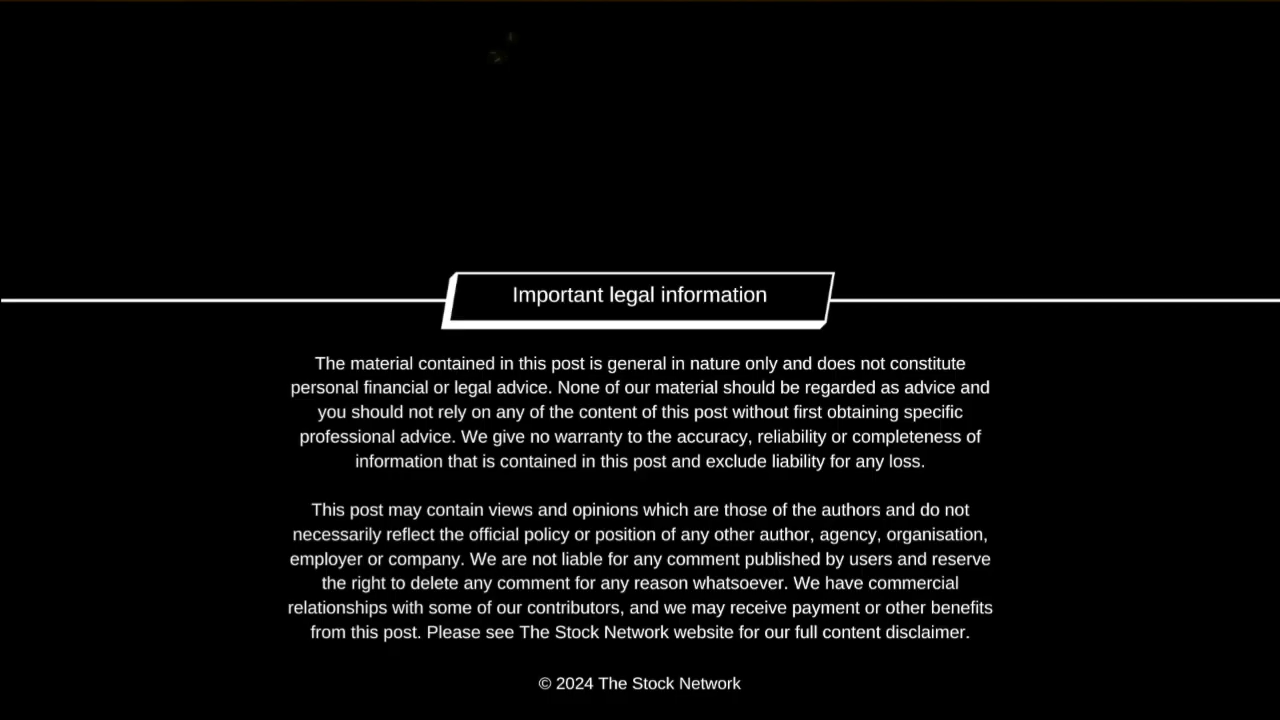 Important legal information
The material contained in this post is general in nature only and does not constitute
personal financial or legal advice. None of our material should be regarded as advice and
you should not rely on any of the content of this post without first obtaining specific
professional advice. We give no warranty to the accuracy, reliability or completeness of
information that is contained in this post and exclude liability for any loss.
This post may contain views and opinions which are those of the authors and do not
necessarily reflect the official policy or position of any other author, agency, organisation,
employer or company. We are not liable for any comment published by users and reserve
the right to delete any comment for any reason whatsoever. We have commercial
relationships with some of our contributors, and we may receive payment or other benefits
from this post. Please see The Stock Network website for our full content disclaimer.
© 2024 The Stock Network